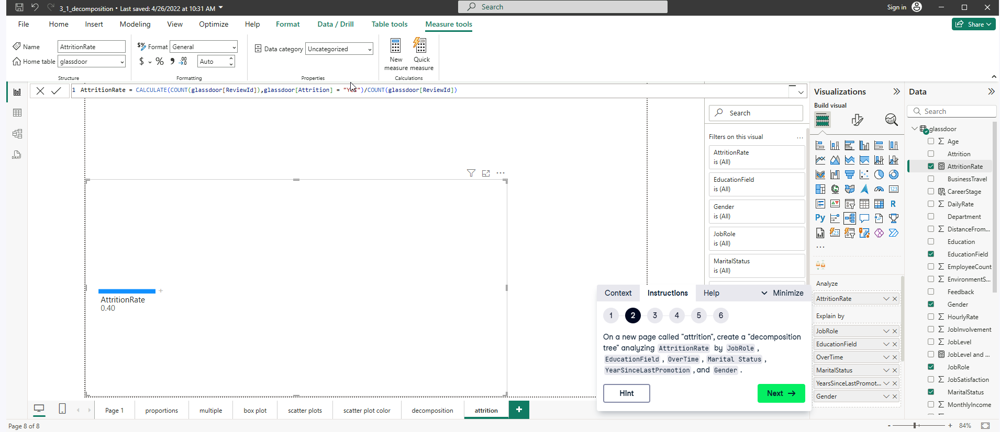 3_1_decomposition • Last saved: 4/26/2022 at 10:31 AM
Search
Sign in
File Home Insert Modeling View Optimize Help Format Data / Drill Table tools Measure tools
Share
Name AttritionRate
Home table glassdoor
Structure
$% Format General
$ % Auto
Formatting
Data category Uncategorized
Properties
New measure
Quick measure
Calculations
1 AttritionRate = CALCULATE(COUNT(glassdoor[ReviewId]),glassdoor[Attrition] = ")/COUNT(glassdoor[ReviewId])
AttritionRate
0.40
Search
Filters on this visual
AttritionRate
is (All)
EducationField
is (All)
Gender
is (All)
JobRole
is (All)
MaritalStatus
is (All)
Context Instructions Help Minimize
1 2 3 4 5 6
On a new page called "attrition", create a "decomposition
tree" analyzing AttritionRate by JobRole ,
EducationField , OverTime , Marital Status ,
YearSinceLastPromotion , and Gender .
HInt
Next →
Visualizations
Build visual
123
R
Py
123
...
Analyze
AttritionRate
Explain by
JobRole
EducationField
OverTime
MaritalStatus
YearsSinceLastPromot...
Gender
Data
Search
glassdoor
Age
Attrition
AttritionRate
BusinessTravel
CareerStage
DailyRate
Department
DistanceFrom...
Education
EducationField
EmployeeCount
EnvironmentS...
Feedback
Gender
HourlyRate
JobInvolvement
JobLevel
JobLevel and ...
JobRole
JobSatisfaction
MaritalStatus
MonthlyIncome
DAX
Page 1 proportions multiple box plot scatter plots scatter plot color decomposition attrition +
Page 8 of 8
- + 84%